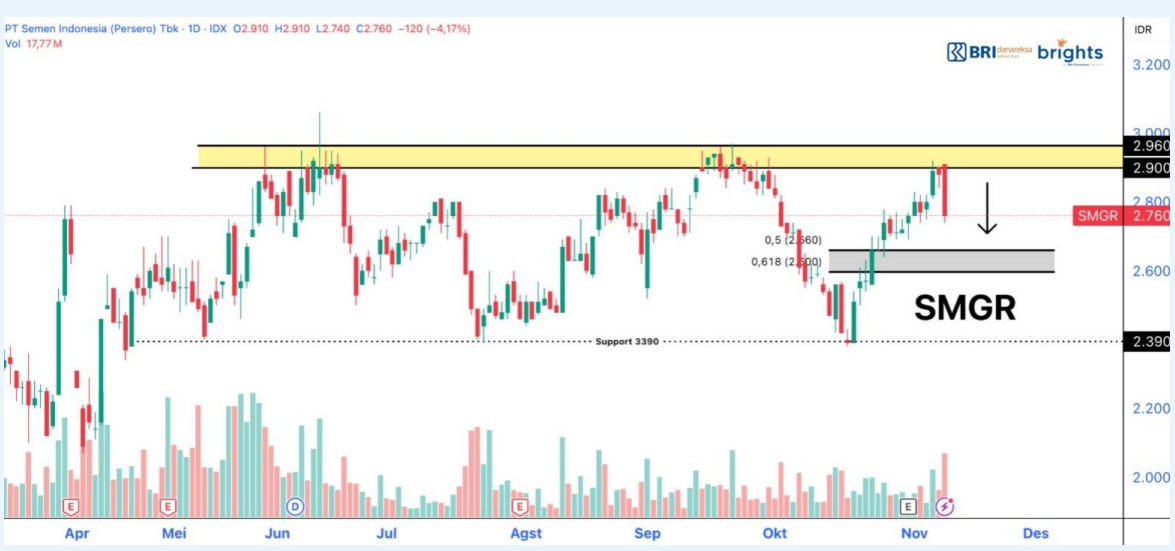 PT Semen Indonesia (Persero) Tbk · 1D · IDX O2.910 H2.910 L2.740 C2.760 −120 (−4,17%)
Vol 17,77 M
IDR
BRI danareksa sekuritas brights
3.200
3.000
2.960
2.900
2.800
SMGR 2.760
0,5 (2.660)
0,618 (2.600)
2.600
SMGR
Support 3390
2.390
2.200
2.000
E
E
D
E
E
Apr
Mei
Jun
Jul
Agst
Sep
Okt
Nov
Des